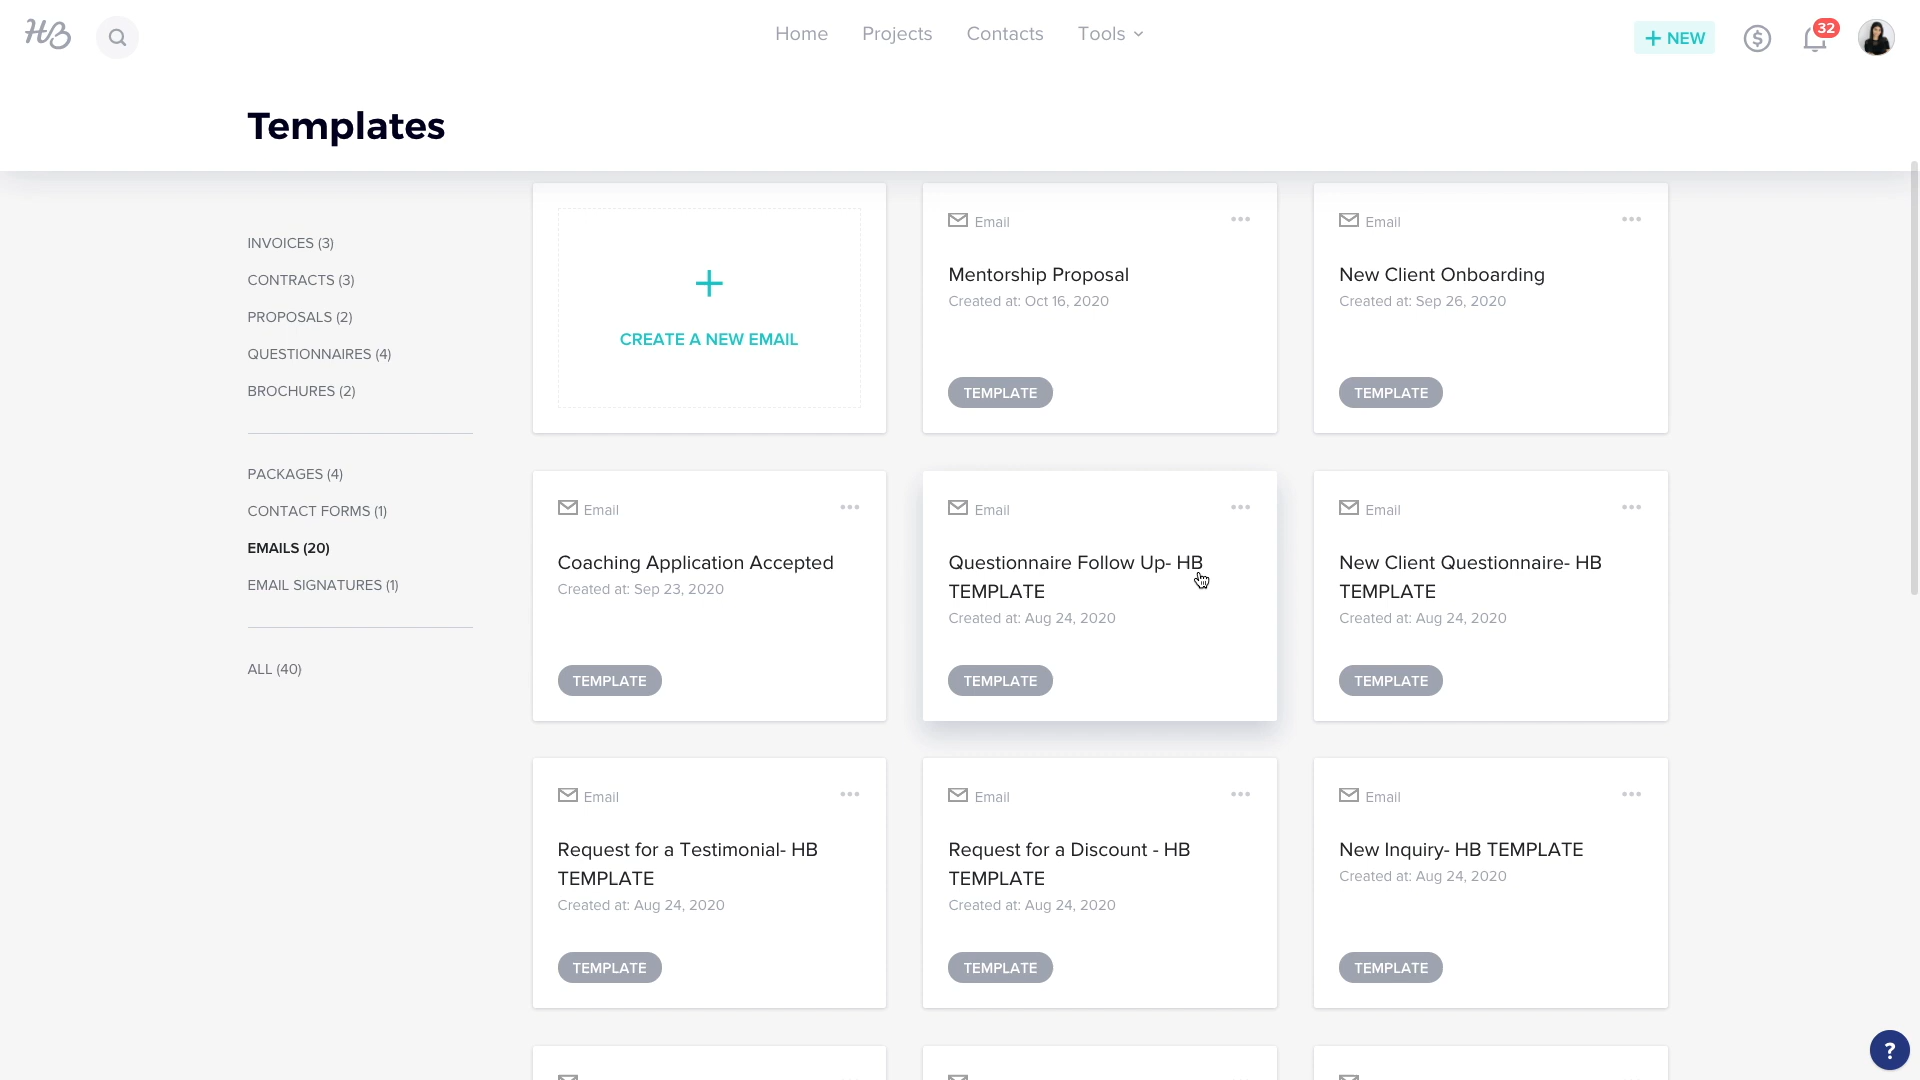 HB
Home
Projects
Contacts
Tools
+ NEW
32
Templates
INVOICES (3)
CONTRACTS (3)
PROPOSALS (2)
QUESTIONNAIRES (4)
BROCHURES (2)
PACKAGES (4)
CONTACT FORMS (1)
EMAILS (20)
EMAIL SIGNATURES (1)
ALL (40)
CREATE A NEW EMAIL
Email
Mentorship Proposal
Created at: Oct 16, 2020
TEMPLATE
Email
New Client Onboarding
Created at: Sep 26, 2020
TEMPLATE
Email
Coaching Application Accepted
Created at: Sep 23, 2020
TEMPLATE
Email
Questionnaire Follow Up- HB
TEMPLATE
Created at: Aug 24, 2020
TEMPLATE
Email
New Client Questionnaire- HB
TEMPLATE
Created at: Aug 24, 2020
TEMPLATE
Email
Request for a Testimonial- HB
TEMPLATE
Created at: Aug 24, 2020
TEMPLATE
Email
Request for a Discount - HB
TEMPLATE
Created at: Aug 24, 2020
TEMPLATE
Email
New Inquiry- HB TEMPLATE
Created at: Aug 24, 2020
TEMPLATE
?